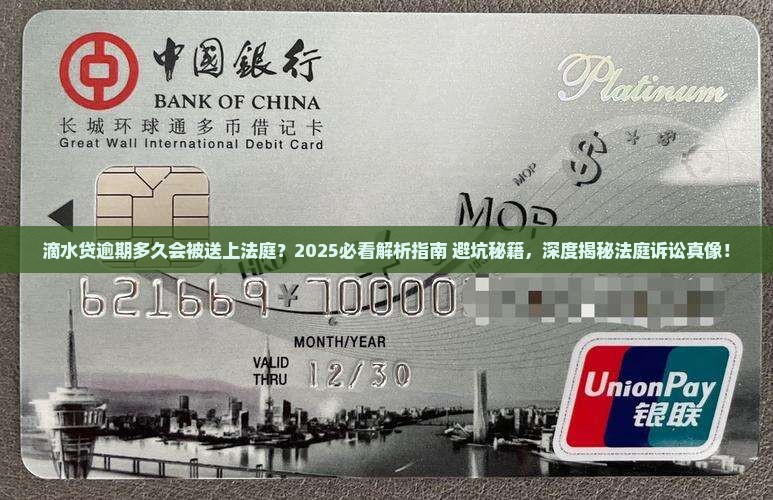 中國銀行
BANK OF CHINA
长城环球通多币借记卡
Great Wall International Debit Card
Platinum
$
¥
MOP
MOP
滴水贷逾期多久会被送上法庭？2025必看解析指南 避坑秘籍，深度揭秘法庭诉讼真像！
621669 ¥ 70000
MONTH/YEAR
VALID
THRU 12/30
UnionPay
银联